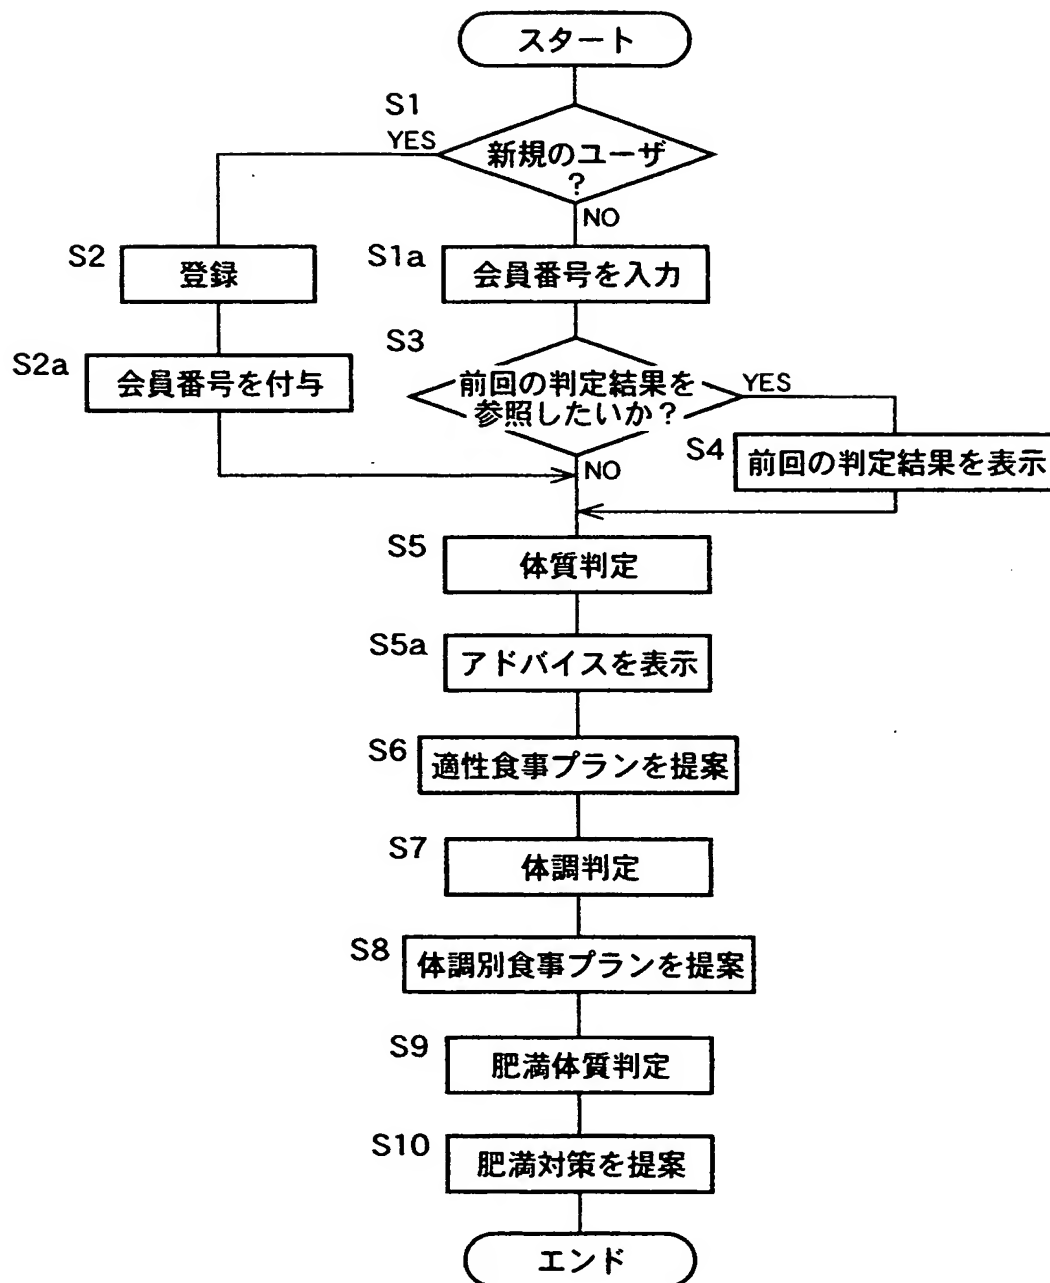 スタート
S1
YES
新規のユーザ
?
NO
S2
登録
S1a
会員番号を入力
S2a
会員番号を付与
S3
前回の判定結果を
参照したいか?
YES
S4
前回の判定結果を表示
NO
S5
体質判定
S5a
アドバイスを表示
S6
適性食事プランを提案
S7
体調判定
S8
体調別食事プランを提案
S9
肥満体質判定
S10
肥満対策を提案
エンド